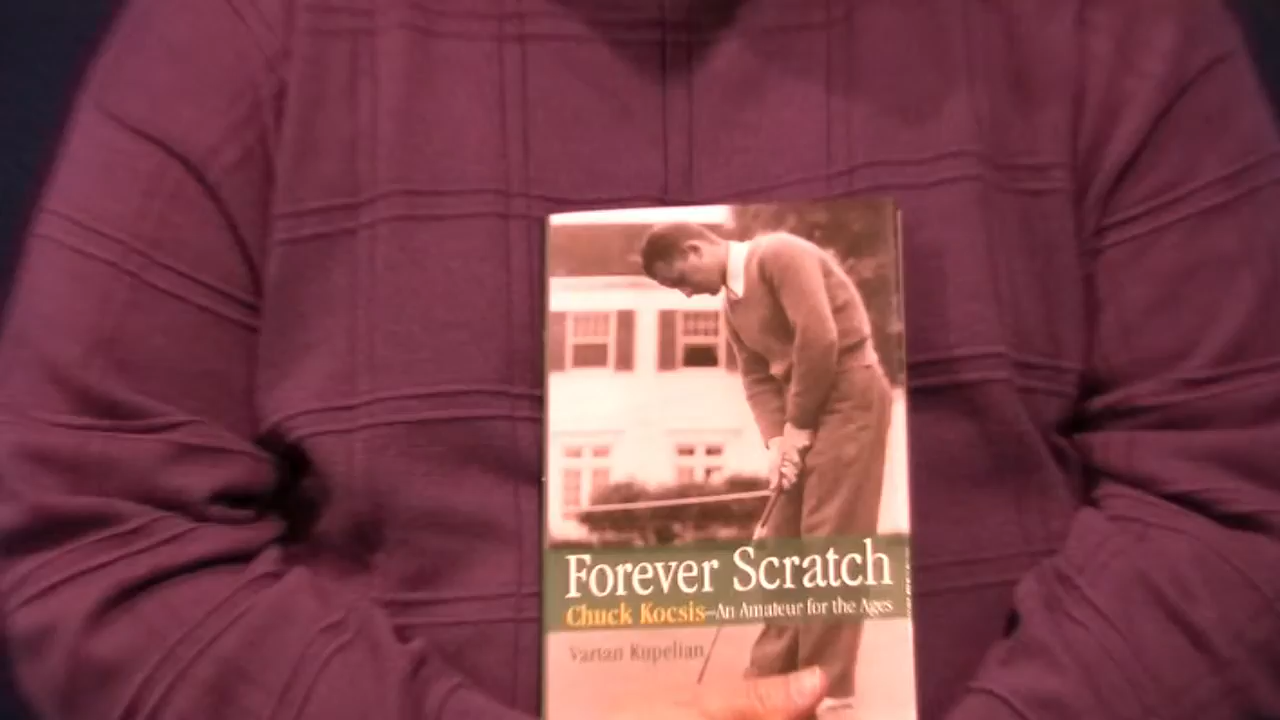 Forever Scratch
Chuck Kocsis–An Amateur for the Ages
Vartan Kupelian